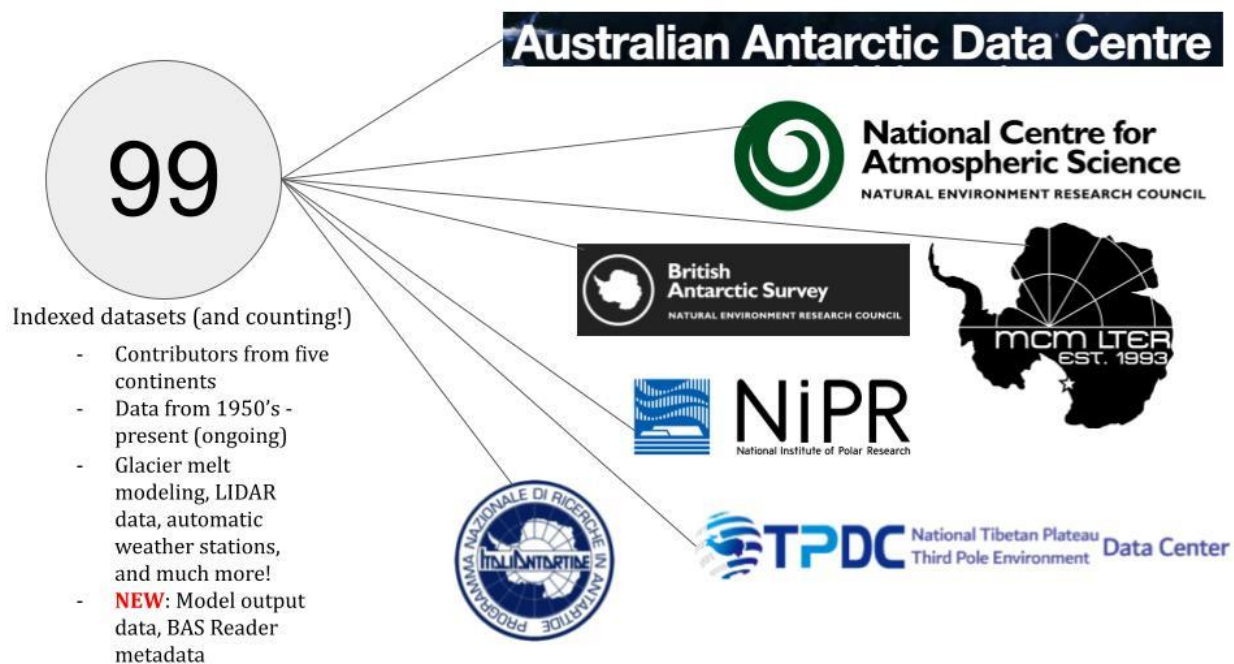 Australian Antarctic Data Centre
99
National Centre for
Atmospheric Science
NATURAL ENVIRONMENT RESEARCH COUNCIL
British
Antarctic Survey
NATURAL ENVIRONMENT RESEARCH COUNCIL
MCM LTER
EST. 1993
Indexed datasets (and counting!)
- Contributors from five
continents
- Data from 1950's -
present (ongoing)
- Glacier melt
modeling, LIDAR
data, automatic
weather stations,
and much more!
- NEW: Model output
data, BAS Reader
metadata
NiPR
National Institute of Polar Research
PROGRAMMA NAZIONALE DI RICERCHE IN ANTARTIDE
ITALIANTARTIDE
TPDC
National Tibetan Plateau
Third Pole Environment
Data Center